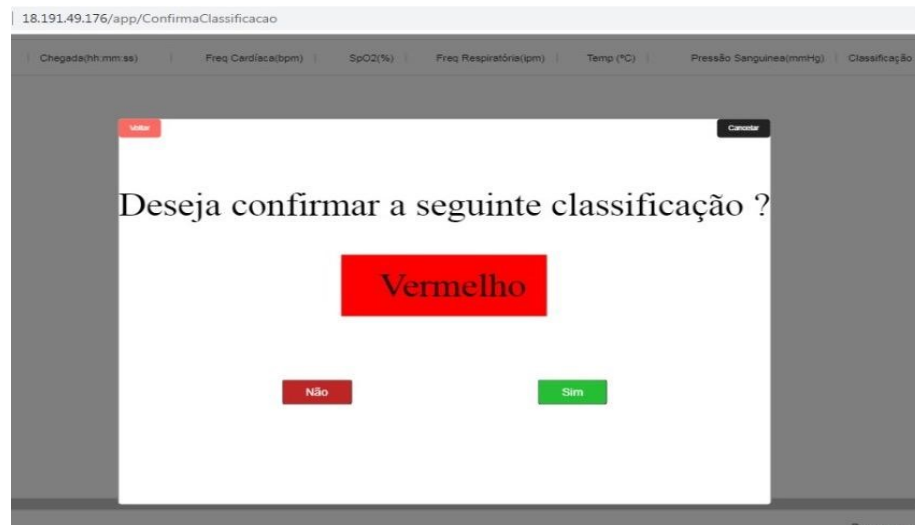 18.191.49.176/app/ConfirmaClassificacao
Chegada(hh:mm:ss) Freq Cardíaca(bpm) SpO2(%) Freq Respiratória(ipm) Temp (ºC) Pressão Sanguinea(mmHg) Classificação
Voltar Cancelar
Deseja confirmar a seguinte classificação ?
Vermelho
Não Sim